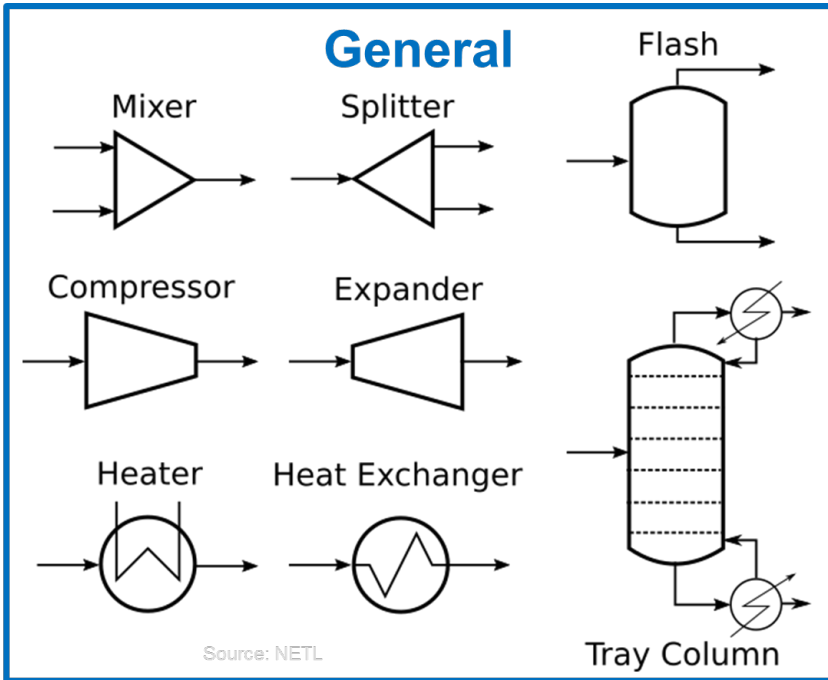 General
Flash
Mixer
Splitter
Compressor
Expander
Heater
Heat Exchanger
Tray Column
Source: NETL